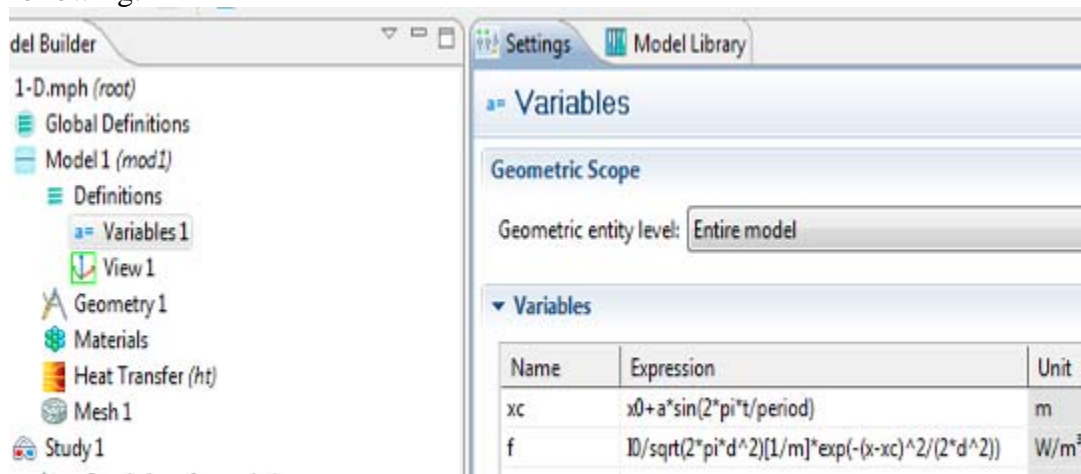 del Builder
1-D.mph (root)
Global Definitions
Model 1 (mod1)
Definitions
a= Variables 1
View 1
Geometry 1
Materials
Heat Transfer (ht)
Mesh 1
Study 1
Settings
Model Library
a= Variables
Geometric Scope
Geometric entity level: Entire model
Variables
Name Expression Unit
xc x0+a*sin(2*pi*t/period) m
f I0/sqrt(2*pi*d^2)[1/m]*exp(-(x-xc)^2/(2*d^2)) W/m³